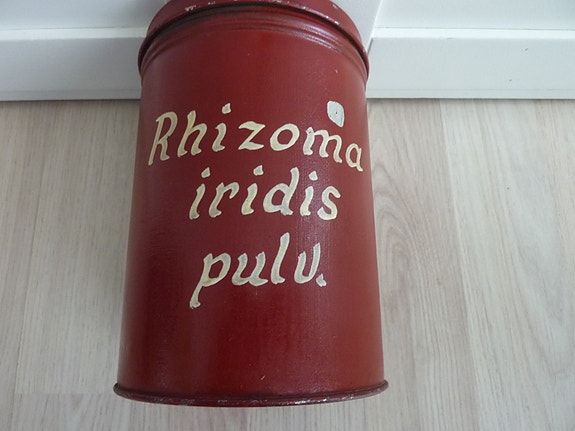 Rhizoma
iridis
pulv.